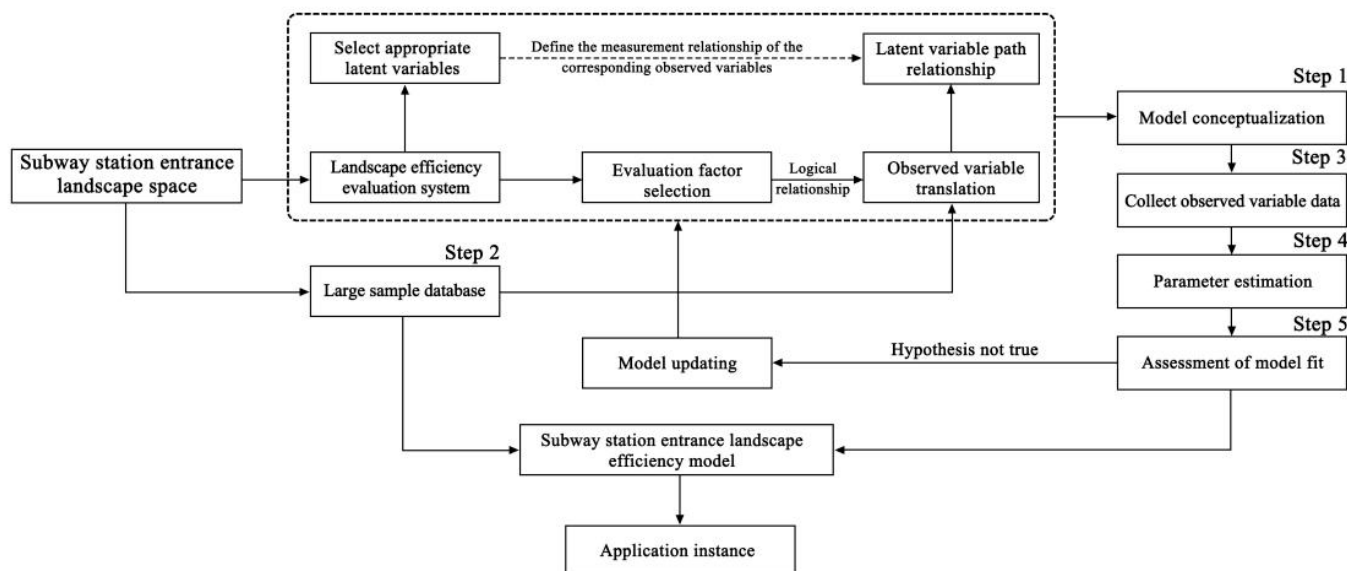 Select appropriate
latent variables
Define the measurement relationship of the
corresponding observed variables
Latent variable path
relationship
Step 1
Model conceptualization
Subway station entrance
landscape space
Landscape efficiency
evaluation system
Evaluation factor
selection
Logical
relationship
Observed variable
translation
Step 3
Collect observed variable data
Step 2
Large sample database
Step 4
Parameter estimation
Step 5
Assessment of model fit
Hypothesis not true
Model updating
Subway station entrance landscape
efficiency model
Application instance